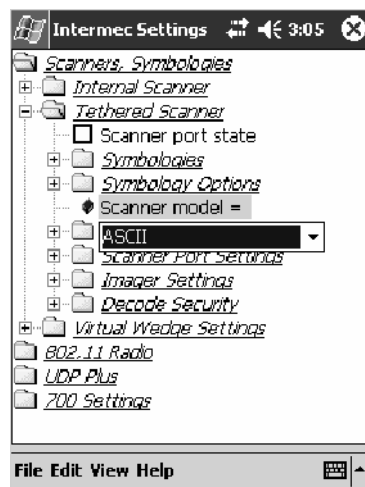 Intermec Settings 3:05
Scanners, Symbologies
Internal Scanner
Tethered Scanner
Scanner port state
Symbologies
Symbology Options
Scanner model =
ASCII
Scanner Port Settings
Imager Settings
Decode Security
Virtual Wedge Settings
802.11 Radio
UDP Plus
700 Settings
File Edit View Help